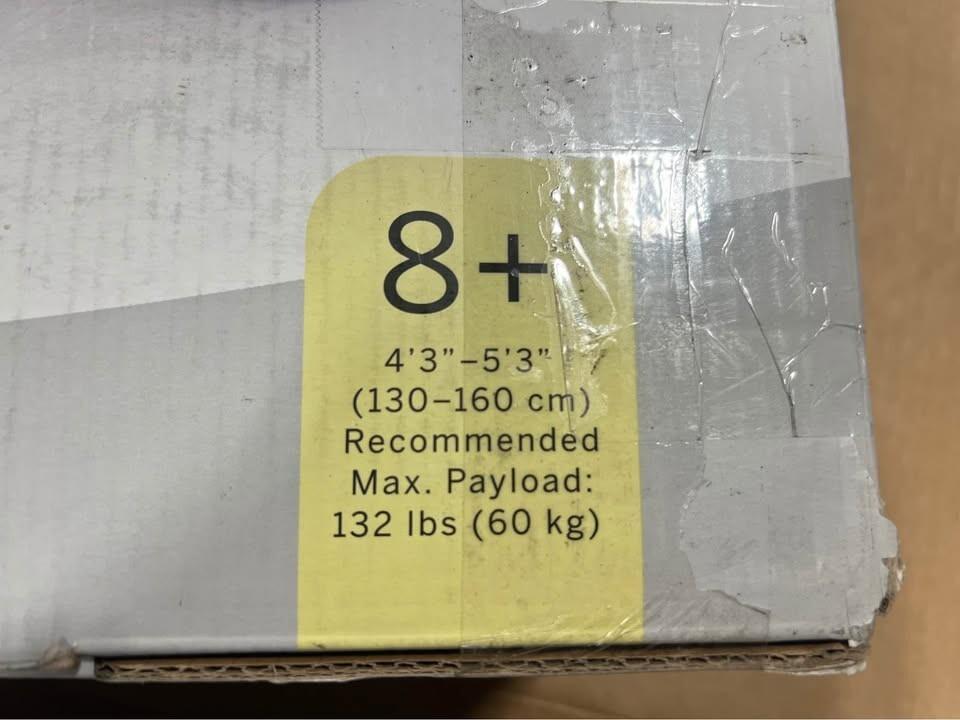 8+
4’3”–5’3”
(130–160 cm)
Recommended
Max. Payload:
132 lbs (60 kg)